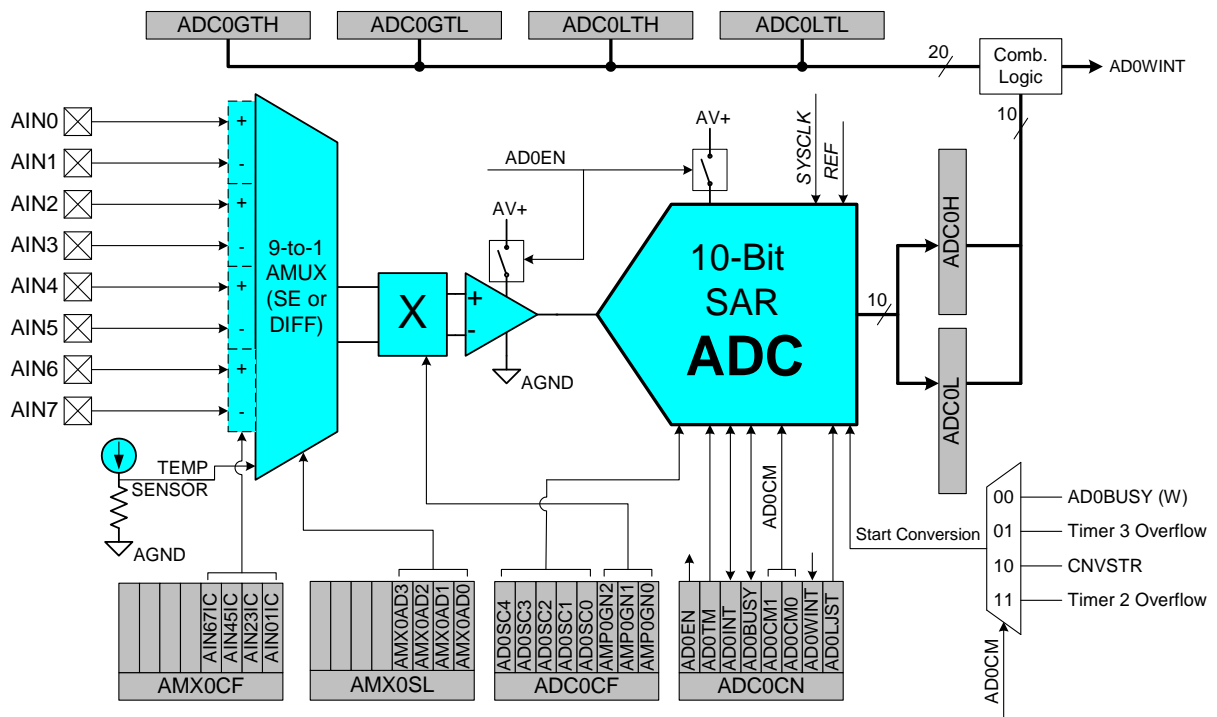 ADC0GTH
ADC0GTL
ADC0LTH
ADC0LTL
20
Comb.
Logic
AD0WINT
10
AIN0
AIN1
AIN2
AIN3
AIN4
AIN5
AIN6
AIN7
+
-
+
-
+
-
+
-
9-to-1
AMUX
(SE or
DIFF)
TEMP
SENSOR
AGND
X
+
-
AV+
AGND
AD0EN
AV+
SYSCLK
REF
10-Bit
SAR
ADC
10
ADC0H
ADC0L
Start Conversion
00
01
10
11
AD0BUSY (W)
Timer 3 Overflow
CNVSTR
Timer 2 Overflow
AD0CM
AD0CM
AIN67IC
AIN45IC
AIN23IC
AIN01IC
AMX0CF
AMX0AD3
AMX0AD2
AMX0AD1
AMX0AD0
AMX0SL
AD0SC4
AD0SC3
AD0SC2
AD0SC1
AD0SC0
AMP0GN2
AMP0GN1
AMP0GN0
ADC0CF
AD0EN
AD0TM
AD0INT
AD0BUSY
AD0CM1
AD0CM0
AD0WINT
AD0LJST
ADC0CN